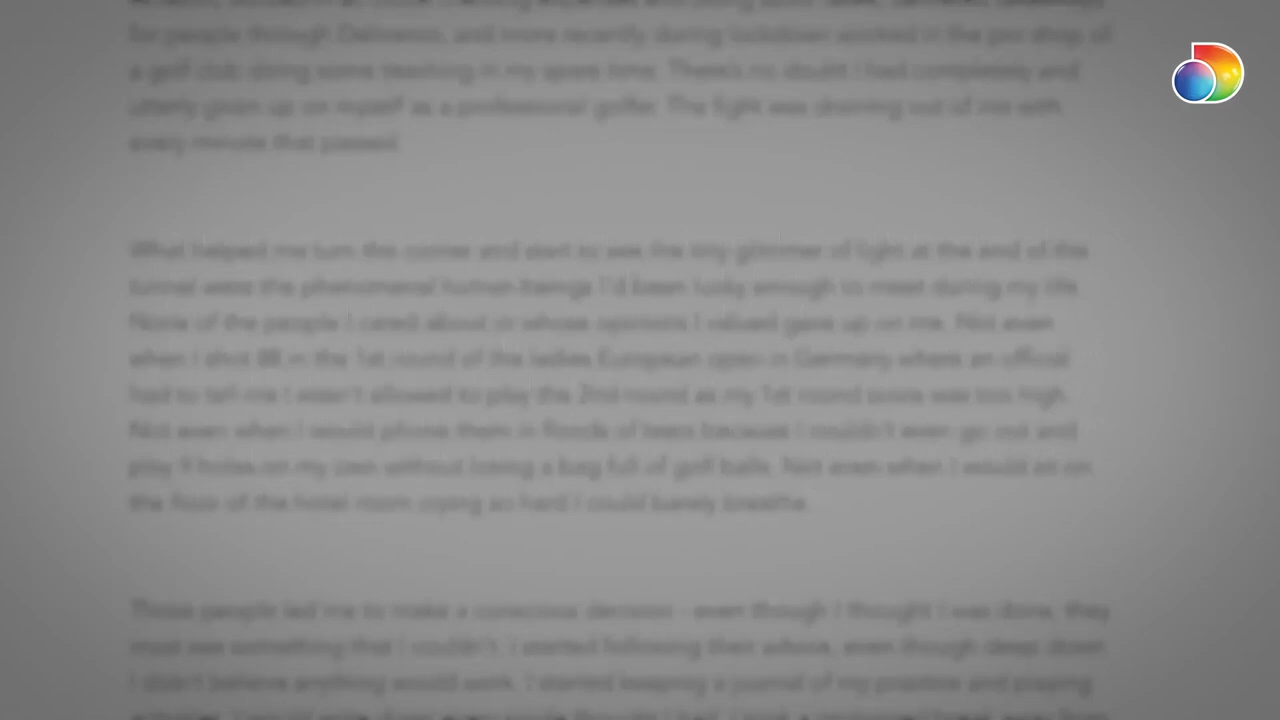 for people through Deliveroo, and more recently during lockdown worked in the pro shop of
a golf club doing some teaching in my spare time. There's no doubt I had completely and
utterly given up on myself as a professional golfer. The fight was draining out of me with
every minute that passed.
What helped me turn the corner and start to see the tiny glimmer of light at the end of the
tunnel were the phenomenal human beings I'd been lucky enough to meet during my life.
None of the people I cared about or whose opinions I valued gave up on me. Not even
when I shot 88 in the 1st round of the ladies European open in Germany where an official
had to tell me I wasn't allowed to play the 2nd round as my 1st round score was too high.
Not even when I would phone them in floods of tears because I couldn't even go out and
play 9 holes on my own without losing a bag full of golf balls. Not even when I would sit on
the floor of the hotel room crying so hard I could barely breathe.
Those people led me to make a conscious decision - even though I thought I was done, they
must see something that I couldn't. I started following their advice, even though deep down
I didn't believe anything would work. I started keeping a journal of my practice and playing